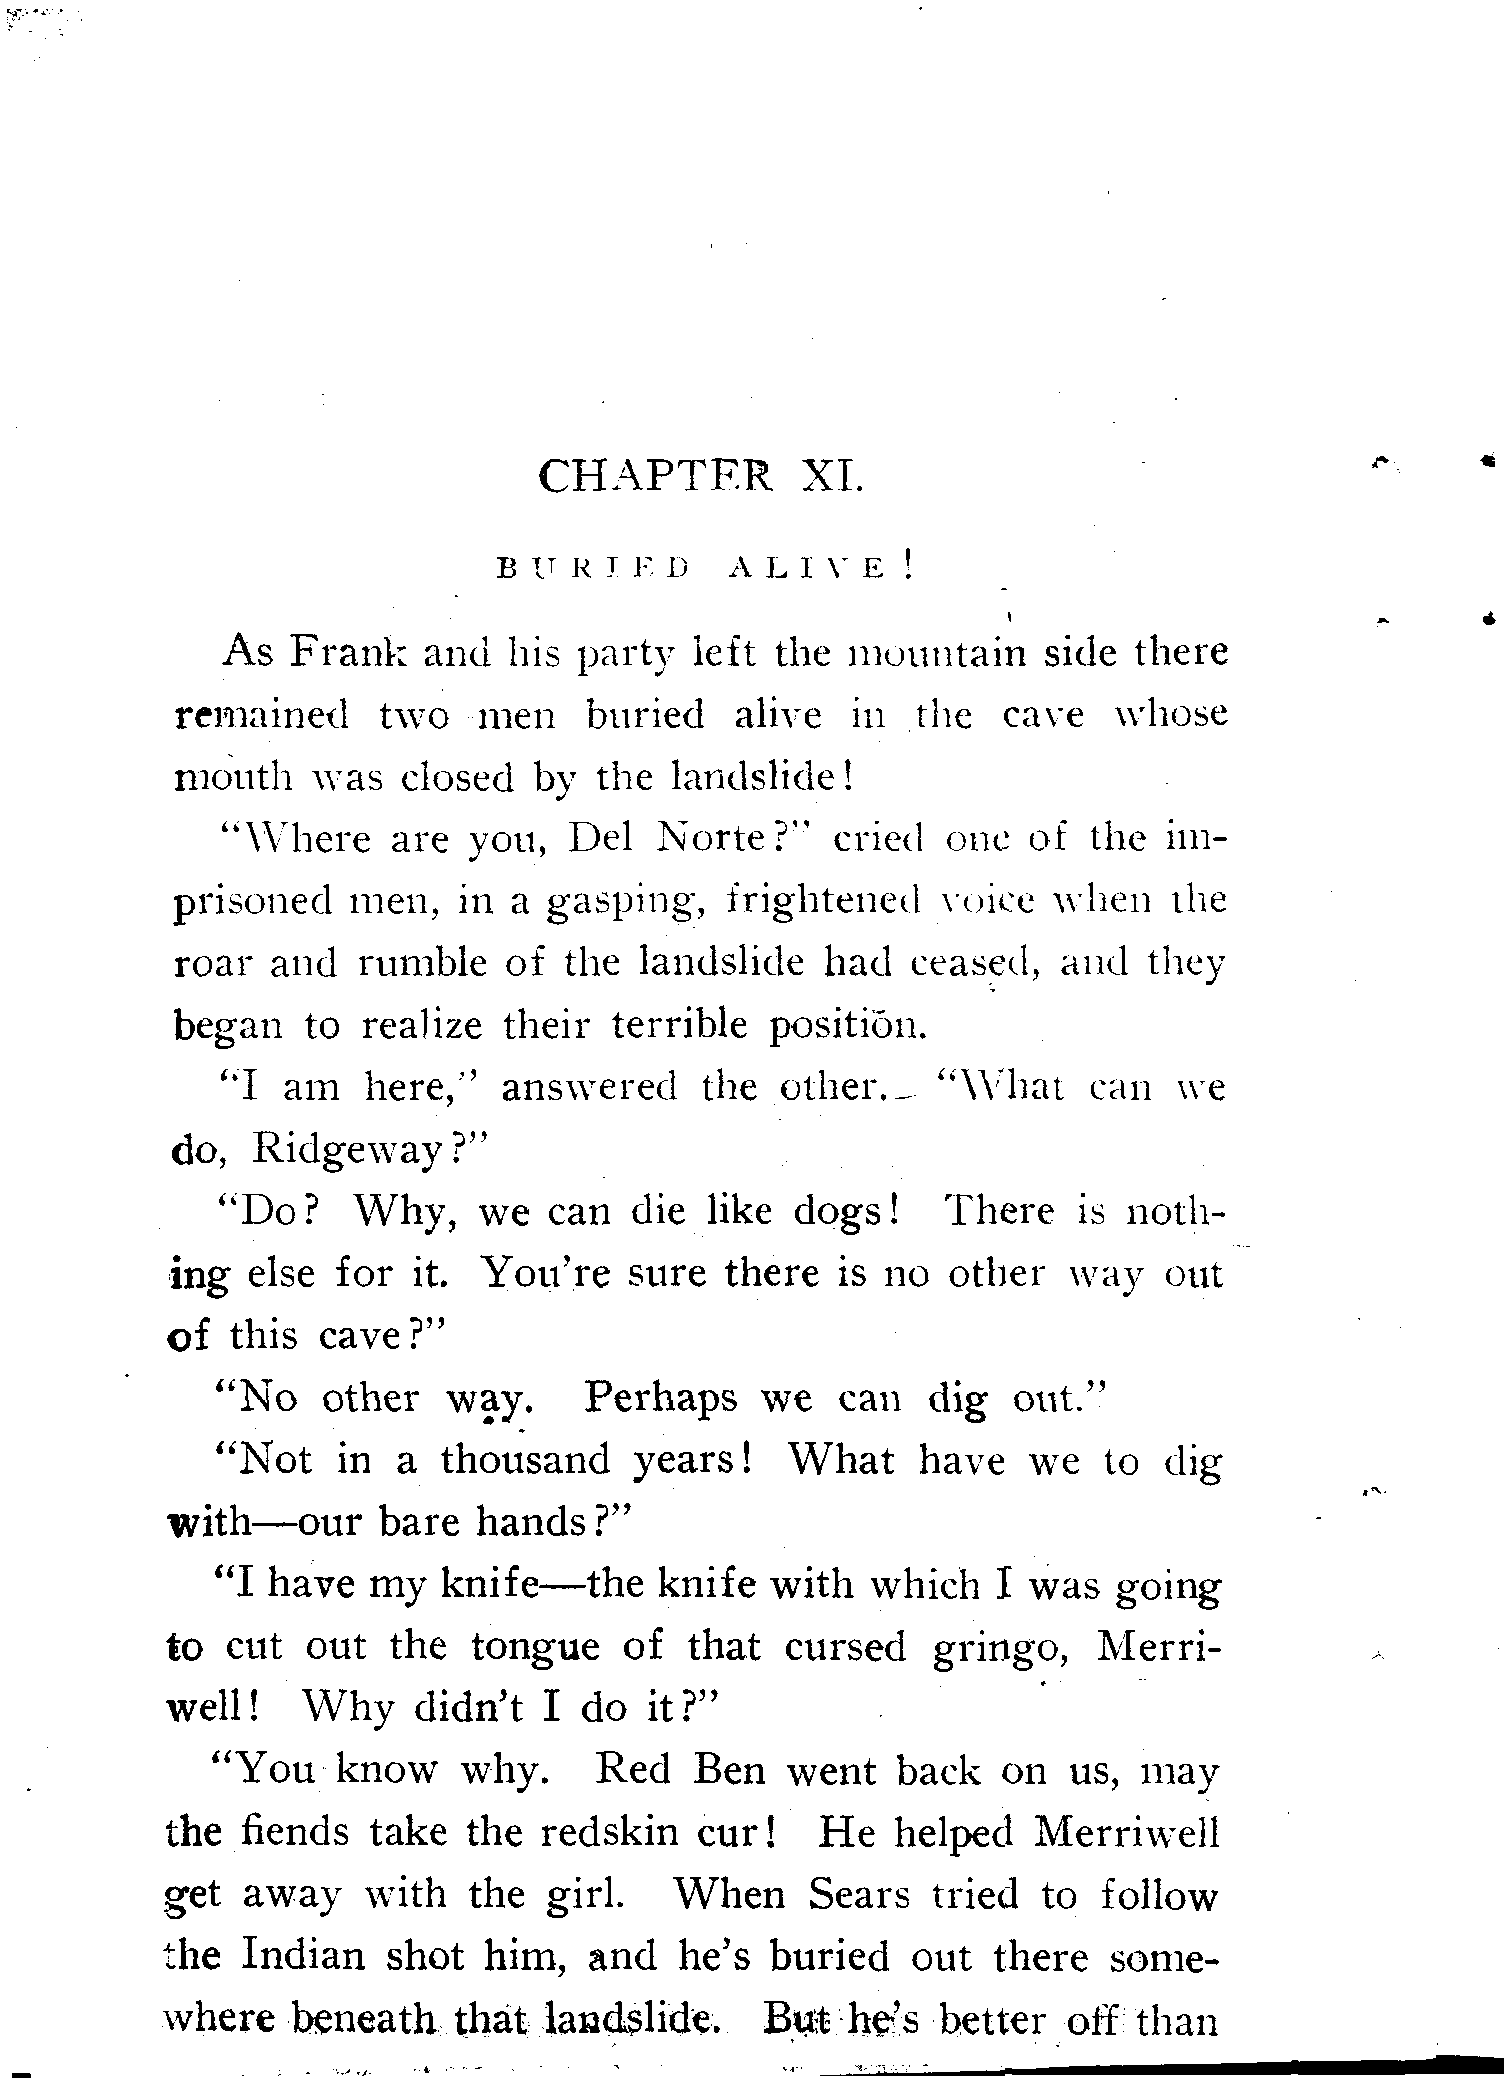 CHAPTER XI.
BURIED ALIVE!
As Frank and his party left the mountain side there
remained two men buried alive in the cave whose
mouth was closed by the landslide!
“Where are you, Del Norte?” cried one of the im-
prisoned men, in a gasping, frightened voice when the
roar and rumble of the landslide had ceased, and they
began to realize their terrible position.
“I am here,” answered the other. “What can we
do, Ridgeway?”
“Do? Why, we can die like dogs! There is noth-
ing else for it. You’re sure there is no other way out
of this cave?”
“No other way. Perhaps we can dig out.”
“Not in a thousand years! What have we to dig
with—our bare hands?”
“I have my knife—the knife with which I was going
to cut out the tongue of that cursed gringo, Merri-
well! Why didn’t I do it?”
“You know why. Red Ben went back on us, may
the fiends take the redskin cur! He helped Merriwell
get away with the girl. When Sears tried to follow
the Indian shot him, and he’s buried out there some-
where beneath that landslide. But he’s better off than